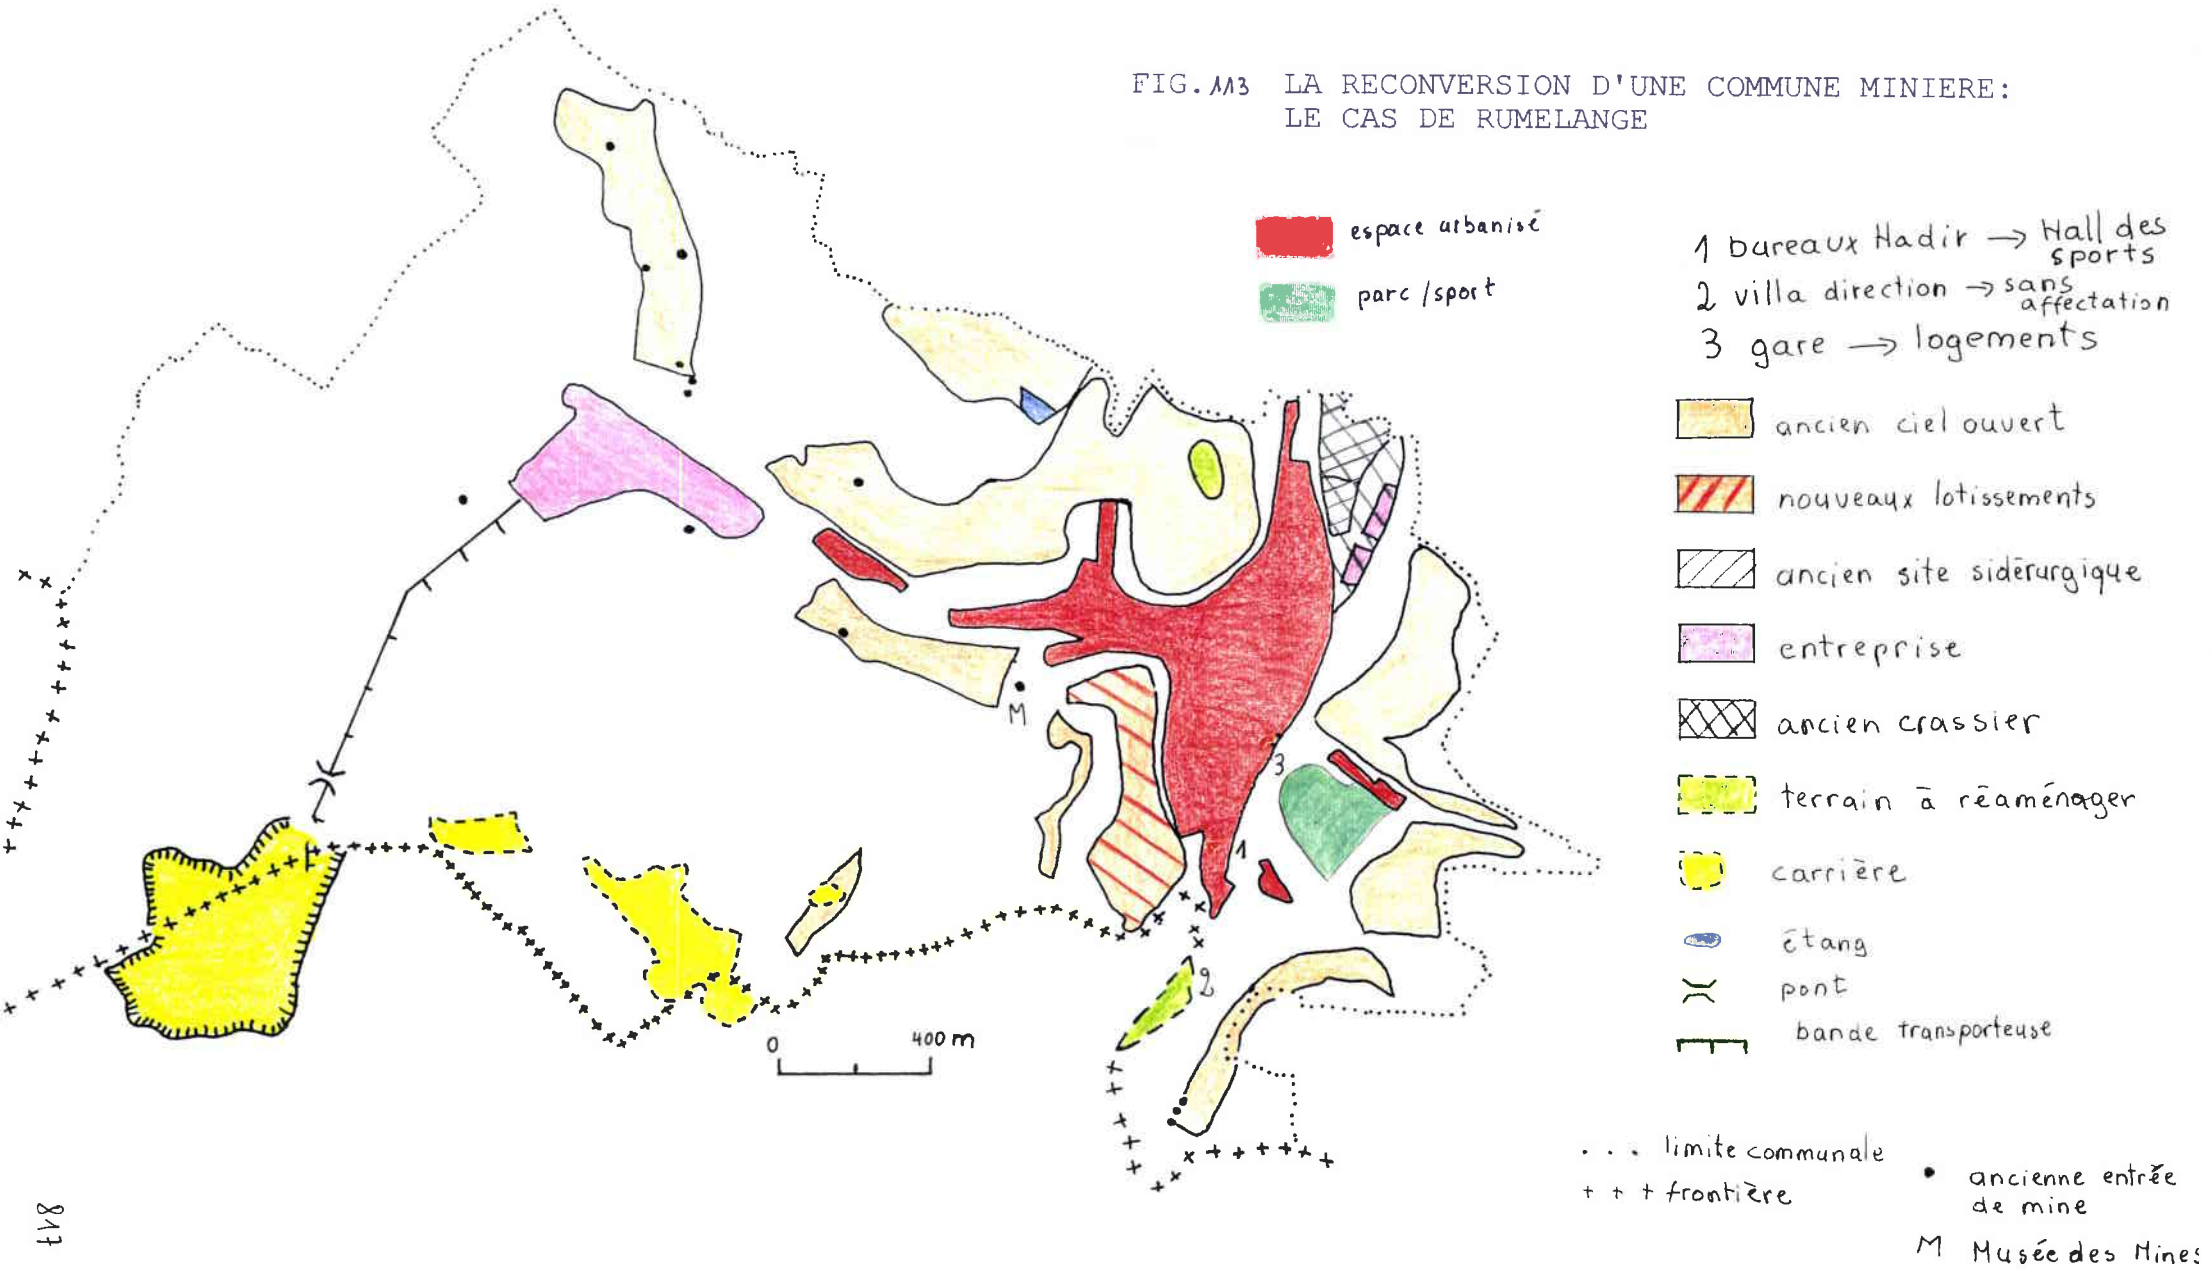 FIG. 113 LA RECONVERSION D'UNE COMMUNE MINIERE:
LE CAS DE RUMELANGE
espace urbanisé
parc / sport
1 bureaux Hadir → Hall des
sports
2 villa direction → sans
affectation
3 gare → logements
ancien ciel ouvert
nouveaux lotissements
ancien site sidérurgique
entreprise
ancien crassier
terrain à réaménager
carrière
étang
pont
bande transporteuse
M
3
1
2
0 400 m
. . . limite communale
+ + + frontière
• ancienne entrée
de mine
M Musée des Mines
817